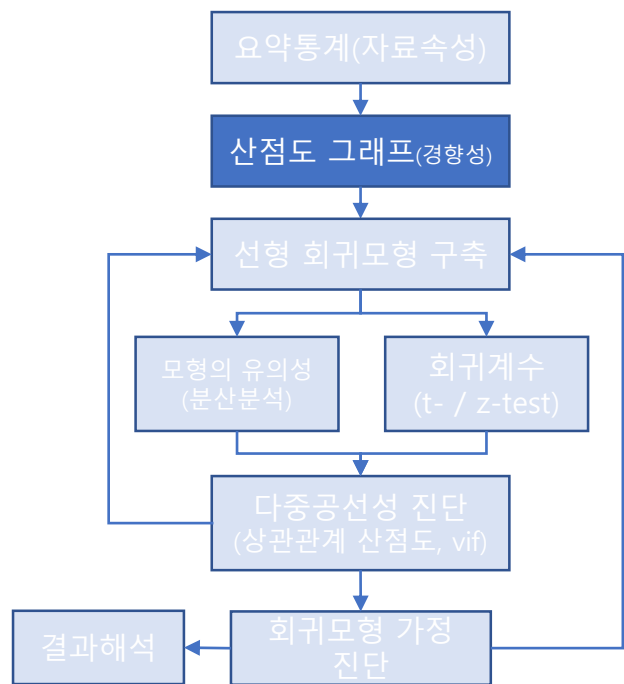 요약통계(자료속성)
산점도 그래프(경향성)
선형 회귀모형 구축
모형의 유의성
(분산분석)
회귀계수
(t- / z-test)
다중공선성 진단
(상관관계 산점도, vif)
결과해석
회귀모형 가정
진단